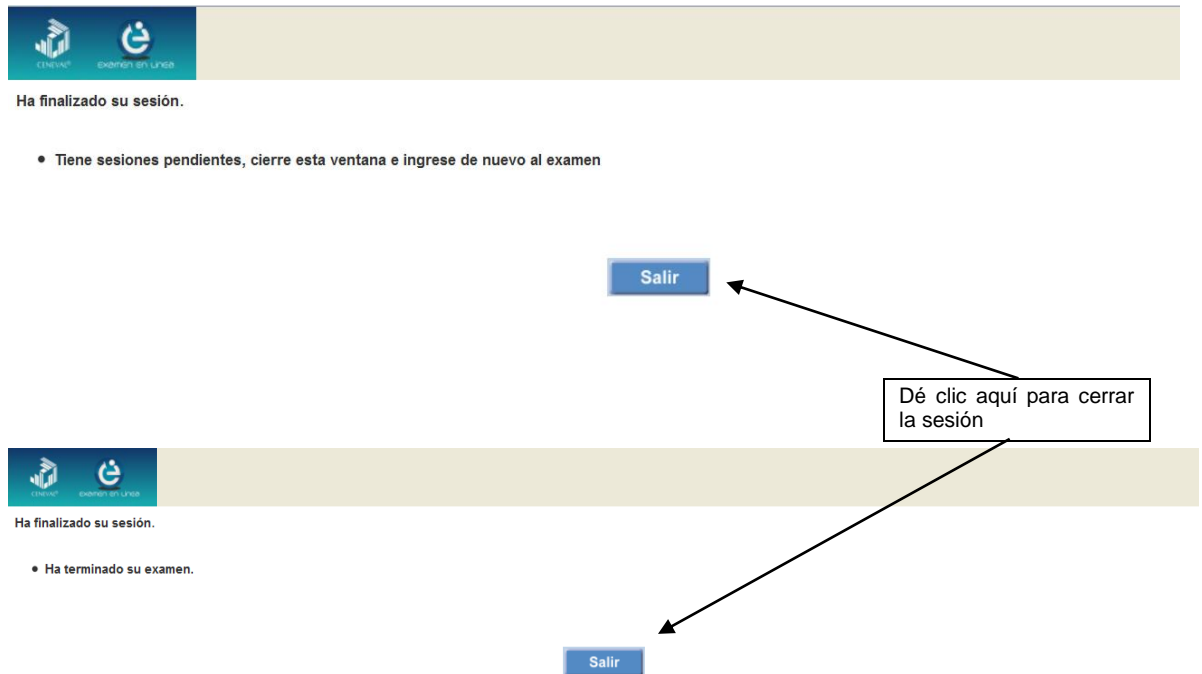 CENEVAL®
examen en línea
Ha finalizado su sesión.
• Tiene sesiones pendientes, cierre esta ventana e ingrese de nuevo al examen
Salir
Dé clic aquí para cerrar
la sesión
CENEVAL®
examen en línea
Ha finalizado su sesión.
• Ha terminado su examen.
Salir